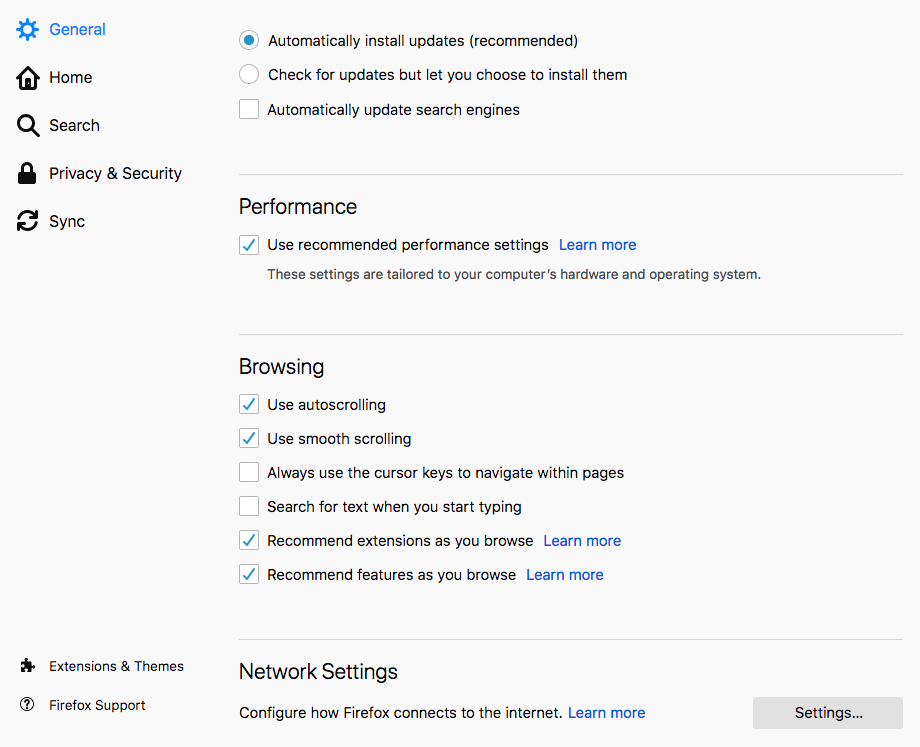 General
Home
Search
Privacy & Security
Sync
Extensions & Themes
Firefox Support
Automatically install updates (recommended)
Check for updates but let you choose to install them
Automatically update search engines
Performance
Use recommended performance settings Learn more
These settings are tailored to your computer’s hardware and operating system.
Browsing
Use autoscrolling
Use smooth scrolling
Always use the cursor keys to navigate within pages
Search for text when you start typing
Recommend extensions as you browse Learn more
Recommend features as you browse Learn more
Network Settings
Configure how Firefox connects to the internet. Learn more
Settings...